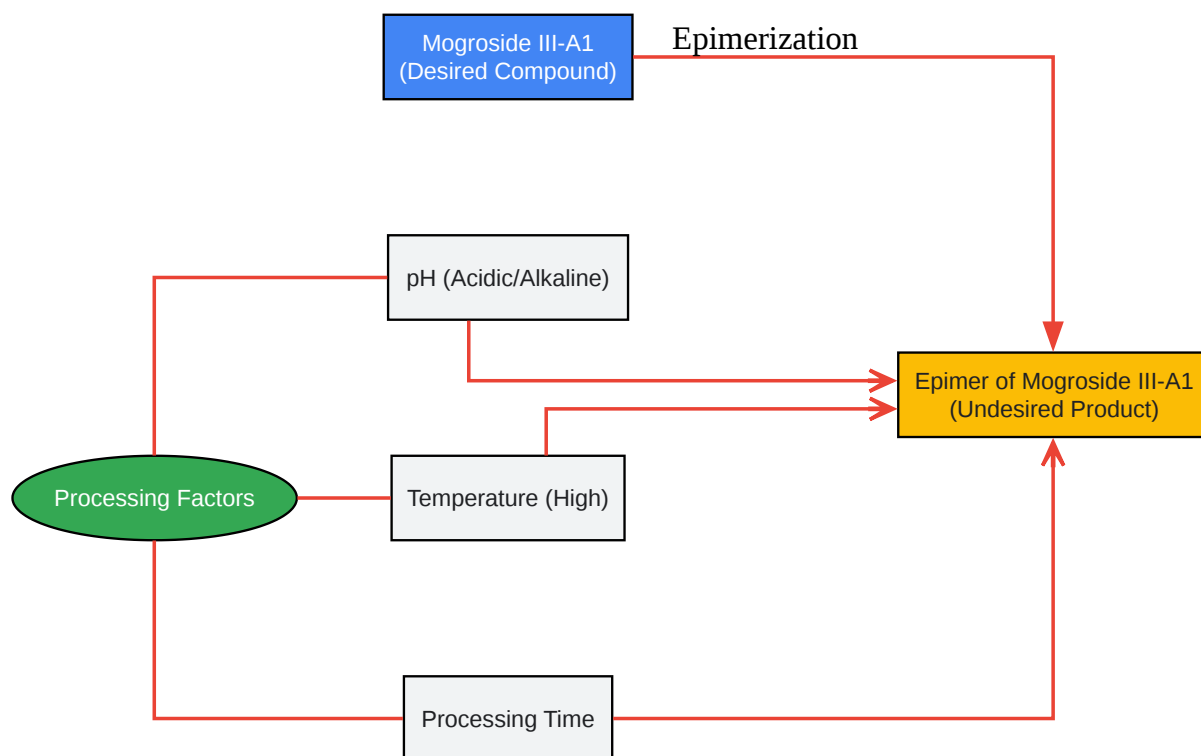 Mogroside III-A1
(Desired Compound)
Epimerization
pH (Acidic/Alkaline)
Epimer of Mogroside III-A1
(Undesired Product)
Processing Factors
Temperature (High)
Processing Time